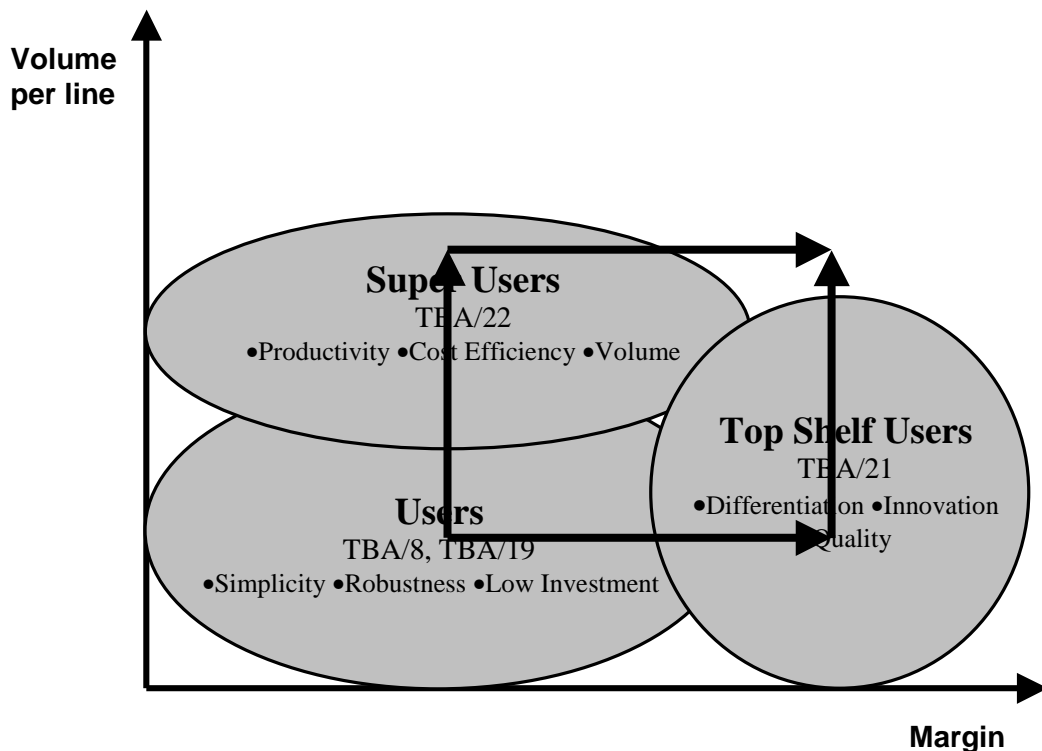 Volume
per line
Super Users
TBA/22
•Productivity •Cost Efficiency •Volume
Top Shelf Users
TBA/21
•Differentiation •Innovation
Quality
Users
TBA/8, TBA/19
•Simplicity •Robustness •Low Investment
Margin